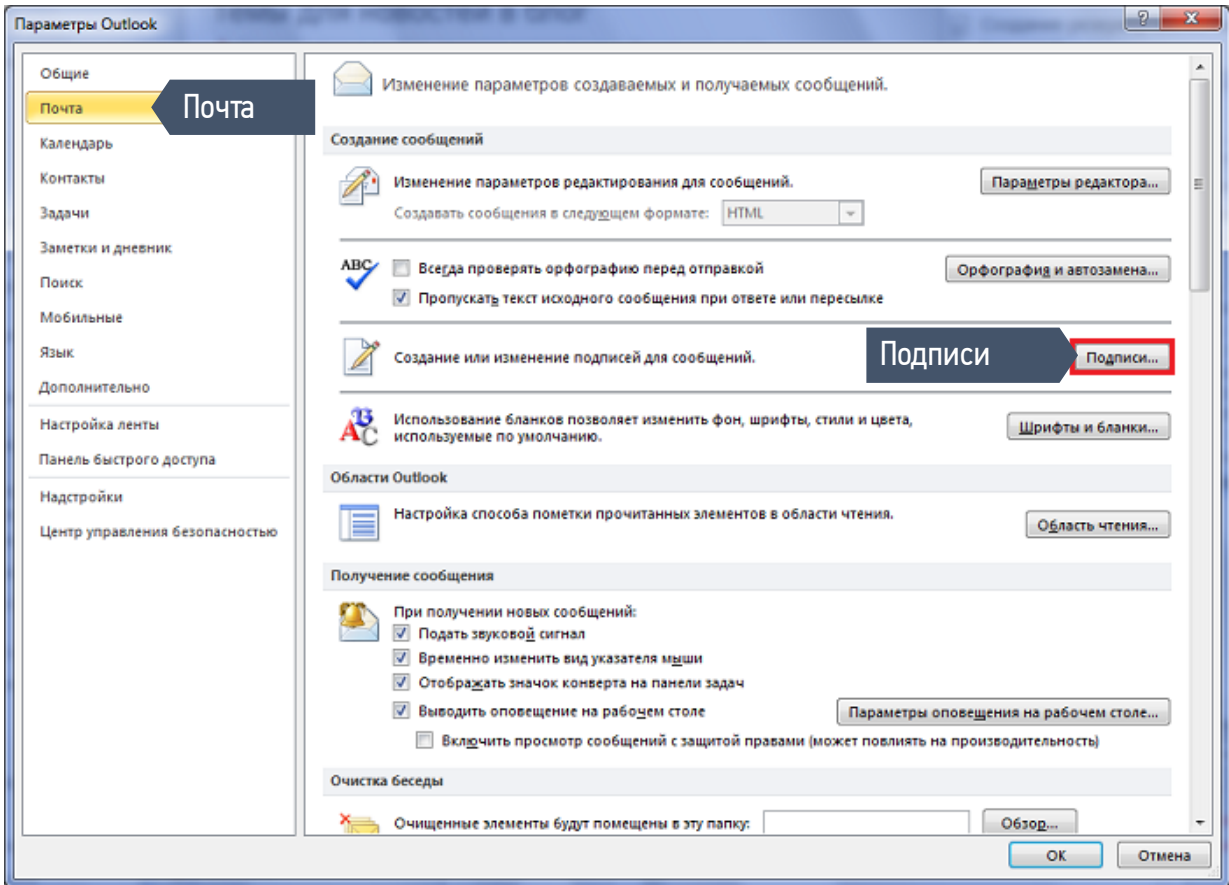 Темы для новостей в блог
Параметры Outlook
Общие
Почта
Почта
Календарь
Контакты
Задачи
Заметки и дневник
Поиск
Мобильные
Язык
Дополнительно
Настройка ленты
Панель быстрого доступа
Надстройки
Центр управления безопасностью
Изменение параметров создаваемых и получаемых сообщений.
Создание сообщений
Изменение параметров редактирования для сообщений.
Параметры редактора...
Создавать сообщения в следующем формате: HTML
ABC
Всегда проверять орфографию перед отправкой
Орфография и автозамена...
Пропускать текст исходного сообщения при ответе или пересылке
Создание или изменение подписей для сообщений.
Подписи
Подписи...
Использование бланков позволяет изменить фон, шрифты, стили и цвета,
используемые по умолчанию.
Шрифты и бланки...
Области Outlook
Настройка способа пометки прочитанных элементов в области чтения.
Область чтения...
Получение сообщения
При получении новых сообщений:
Подать звуковой сигнал
Временно изменить вид указателя мыши
Отображать значок конверта на панели задач
Выводить оповещение на рабочем столе
Параметры оповещения на рабочем столе...
Включить просмотр сообщений с защитой правами (может повлиять на производительность)
Очистка беседы
Очищенные элементы будут помещены в эту папку:
Обзор...
ОК
Отмена